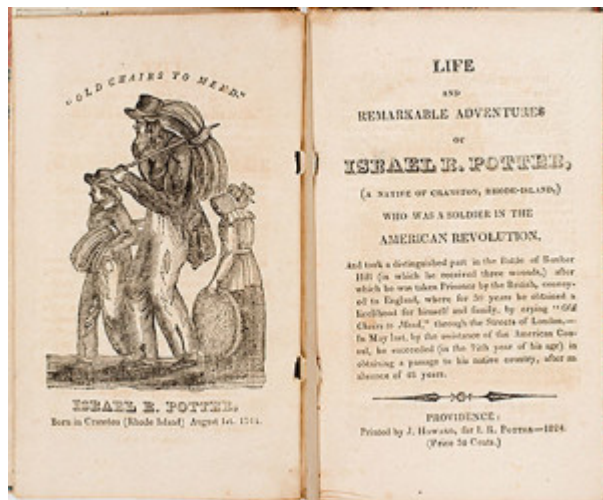 "OLD CHAIRS TO MEND."
ISRAEL R. POTTER,
Born in Cranston (Rhode Island) August 1st. 1744.
LIFE
AND
REMARKABLE ADVENTURES
OF
ISRAEL R. POTTER,
(A NATIVE OF CRANSTON, RHODE-ISLAND,)
WHO WAS A SOLDIER IN THE
AMERICAN REVOLUTION,
And took a distinguished part in the Battle of Bunker
Hill (in which he received three wounds,) after
which he was taken Prisoner by the British, convey-
ed to England, where for 30 years he obtained a
livelihood for himself and family, by crying "Old
Chairs to Mend," through the Streets of London.—
In May last, by the assistance of the American Con-
sul, he succeeded (in the 79th year of his age) in
obtaining a passage to his native country, after an
absence of 48 years.
PROVIDENCE:
Printed by J. HOWARD, for I. R. POTTER—1824.
(Price 30 Cents.)